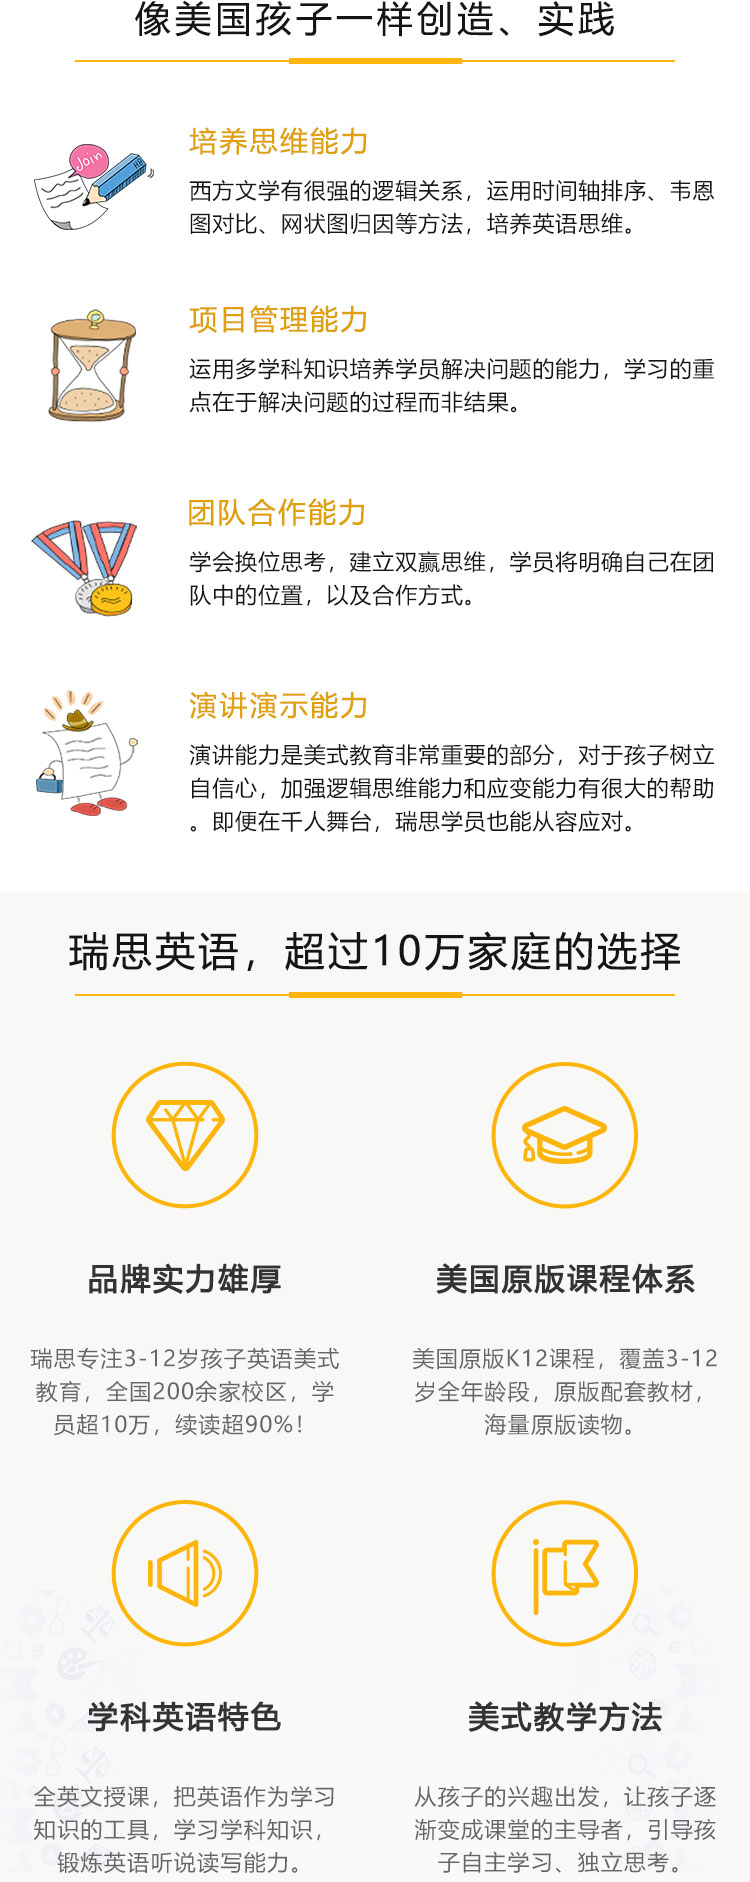 像美国孩子一样创造、实践
Join
HB
培养思维能力
西方文学有很强的逻辑关系，运用时间轴排序、韦恩
图对比、网状图归因等方法，培养英语思维。
项目管理能力
运用多学科知识培养学员解决问题的能力，学习的重
点在于解决问题的过程而非结果。
团队合作能力
学会换位思考，建立双赢思维，学员将明确自己在团
队中的位置，以及合作方式。
演讲演示能力
演讲能力是美式教育非常重要的部分，对于孩子树立
自信心，加强逻辑思维能力和应变能力有很大的帮助
。即便在千人舞台，瑞思学员也能从容应对。
瑞思英语，超过10万家庭的选择
品牌实力雄厚
瑞思专注3-12岁孩子英语美式
教育，全国200余家校区，学
员超10万，续读超90%！
美国原版课程体系
美国原版K12课程，覆盖3-12
岁全年龄段，原版配套教材，
海量原版读物。
学科英语特色
全英文授课，把英语作为学习
知识的工具，学习学科知识，
锻炼英语听说读写能力。
美式教学方法
从孩子的兴趣出发，让孩子逐
渐变成课堂的主导者，引导孩
子自主学习、独立思考。